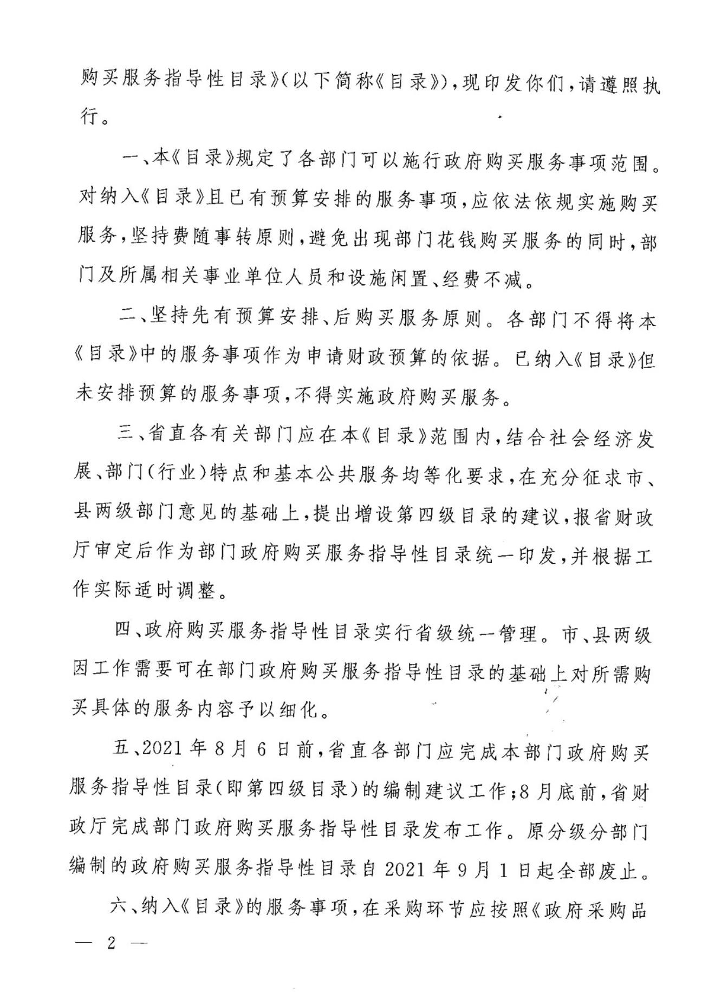 购买服务指导性目录》(以下简称《目录》),现印发你们,请遵照执
行。
一、本《目录》规定了各部门可以施行政府购买服务事项范围。
对纳入《目录》且已有预算安排的服务事项,应依法依规实施购买
服务,坚持费随事转原则,避免出现部门花钱购买服务的同时,部
门及所属相关事业单位人员和设施闲置、经费不减。
二、坚持先有预算安排、后购买服务原则。各部门不得将本
《目录》中的服务事项作为申请财政预算的依据。已纳入《目录》但
未安排预算的服务事项,不得实施政府购买服务。
三、省直各有关部门应在本《目录》范围内,结合社会经济发
展、部门(行业)特点和基本公共服务均等化要求,在充分征求市、
县两级部门意见的基础上,提出增设第四级目录的建议,报省财政
厅审定后作为部门政府购买服务指导性目录统一印发,并根据工
作实际适时调整。
四、政府购买服务指导性目录实行省级统一管理。市、县两级
因工作需要可在部门政府购买服务指导性目录的基础上对所需购
买具体的服务内容予以细化。
五、2021 年 8 月 6 日前,省直各部门应完成本部门政府购买
服务指导性目录(即第四级目录)的编制建议工作;8 月底前,省财
政厅完成部门政府购买服务指导性目录发布工作。原分级分部门
编制的政府购买服务指导性目录自 2021 年 9 月 1 日起全部废止。
六、纳入《目录》的服务事项,在采购环节应按照《政府采购品
— 2 —